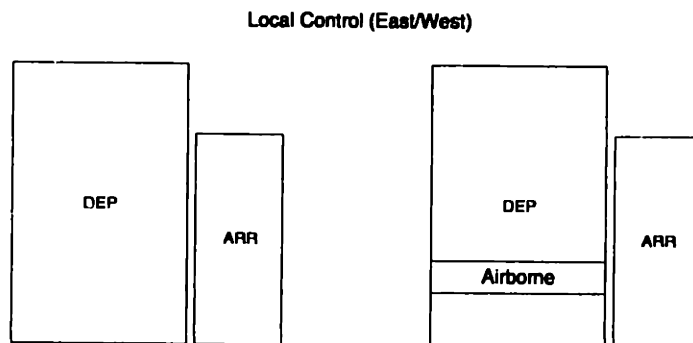 Local Control (East/West)
DEP
ARR
DEP
Airborne
ARR